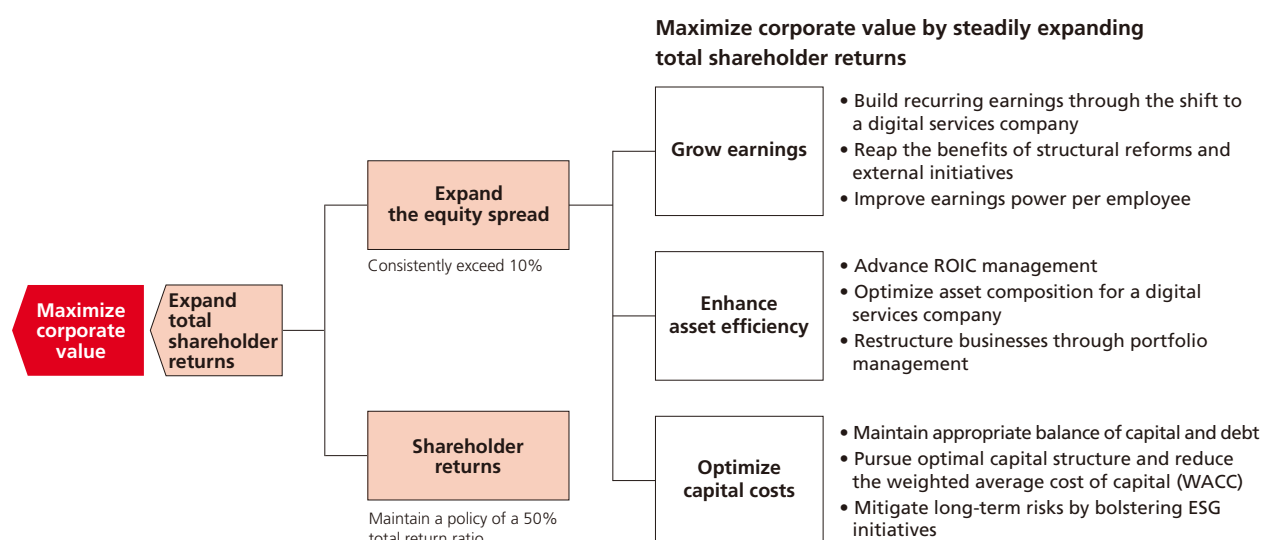 Maximize corporate value by steadily expanding
total shareholder returns
Maximize
corporate
value
Expand
total
shareholder
returns
Expand
the equity spread
Consistently exceed 10%
Shareholder
returns
Maintain a policy of a 50%
total return ratio
Grow earnings
• Build recurring earnings through the shift to
a digital services company
• Reap the benefits of structural reforms and
external initiatives
• Improve earnings power per employee
Enhance
asset efficiency
• Advance ROIC management
• Optimize asset composition for a digital
services company
• Restructure businesses through portfolio
management
Optimize
capital costs
• Maintain appropriate balance of capital and debt
• Pursue optimal capital structure and reduce
the weighted average cost of capital (WACC)
• Mitigate long-term risks by bolstering ESG
initiatives